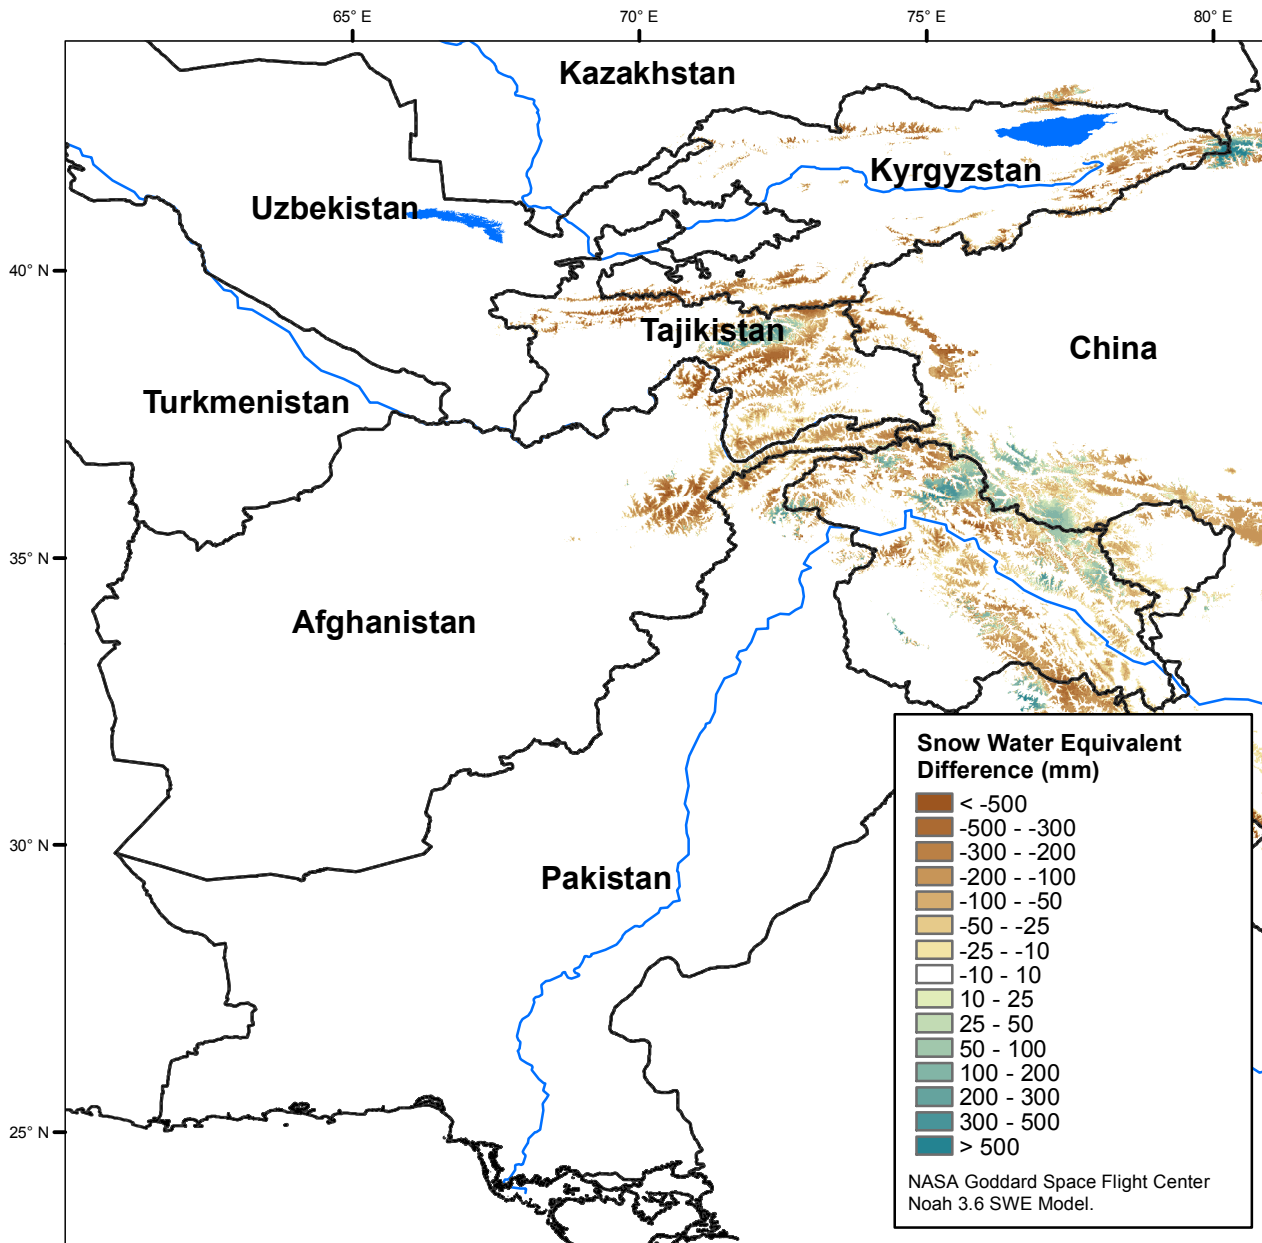 65° E
70° E
75° E
80° E
Kazakhstan
Kyrgyzstan
Uzbekistan
40° N
Tajikistan
China
Turkmenistan
35° N
Afghanistan
30° N
Pakistan
25° N
Snow Water Equivalent
Difference (mm)
< -500
-500 - -300
-300 - -200
-200 - -100
-100 - -50
-50 - -25
-25 - -10
-10 - 10
10 - 25
25 - 50
50 - 100
100 - 200
200 - 300
300 - 500
> 500
NASA Goddard Space Flight Center
Noah 3.6 SWE Model.